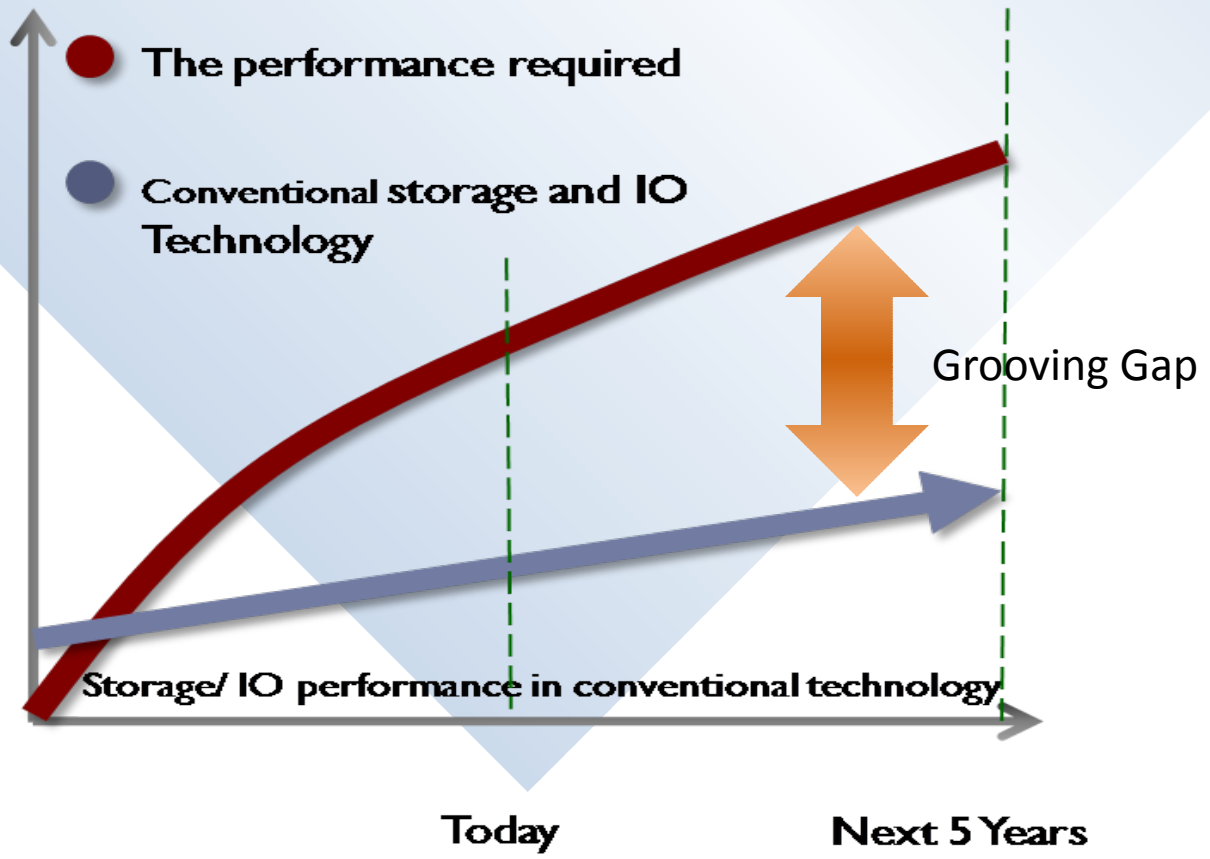 The performance required
Conventional storage and IO
Technology
Grooving Gap
Storage/ IO performance in conventional technology
Today
Next 5 Years